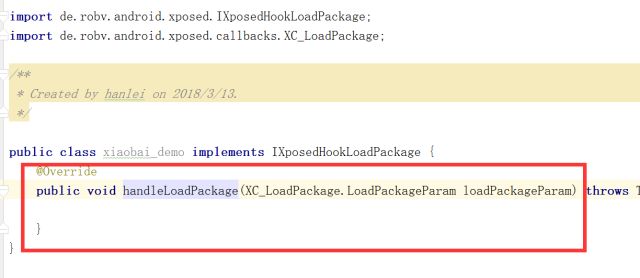 import de.robv.android.xposed.IXposedHookLoadPackage;
import de.robv.android.xposed.callbacks.XC_LoadPackage;
/**
* Created by hanlei on 2018/3/13.
*/
public class xiaobai_demo implements IXposedHookLoadPackage {
@Override
public void handleLoadPackage(XC_LoadPackage.LoadPackageParam loadPackageParam) throws T
}
}